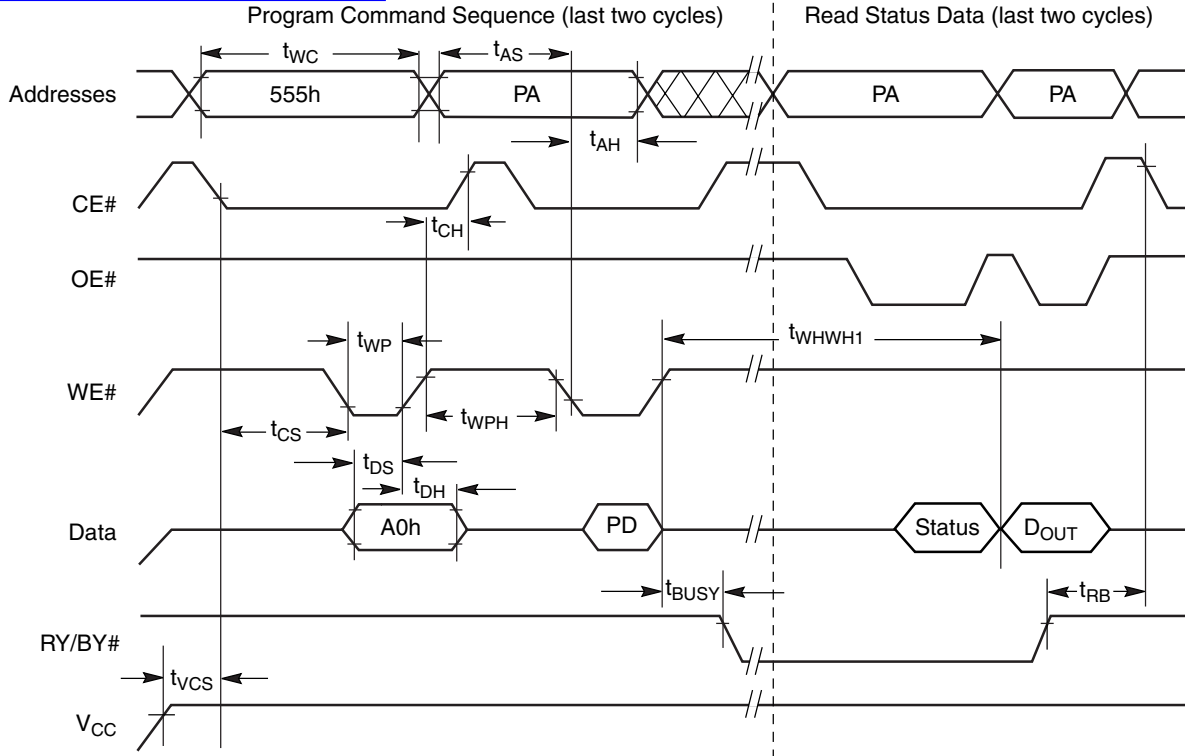 Program Command Sequence (last two cycles)
Read Status Data (last two cycles)
tWC
tAS
Addresses
555h
PA
PA
PA
tAH
CE#
tCH
OE#
tWP
tWHWH1
WE#
tWPH
tCS
tDS
tDH
Data
A0h
PD
Status
DOUT
tBUSY
tRB
RY/BY#
tVCS
VCC